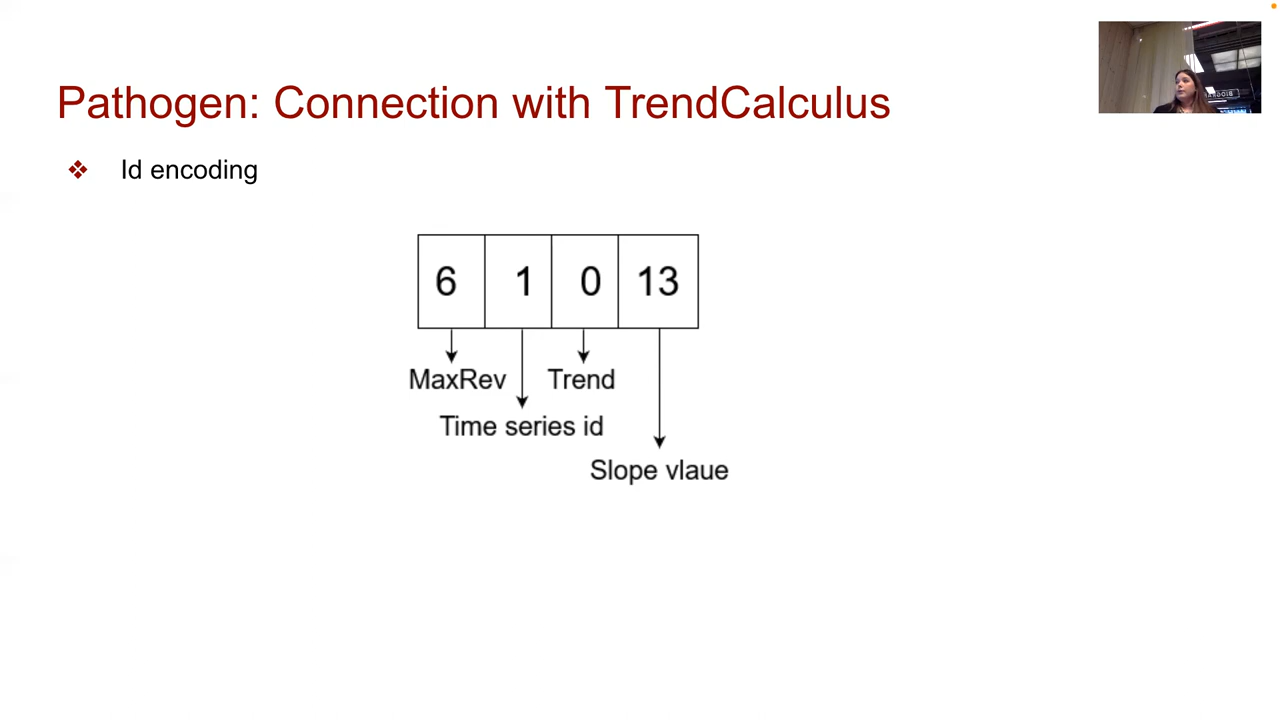 Pathogen: Connection with TrendCalculus
Id encoding
6 1 0 13
MaxRev Trend
Time series id
Slope vlaue